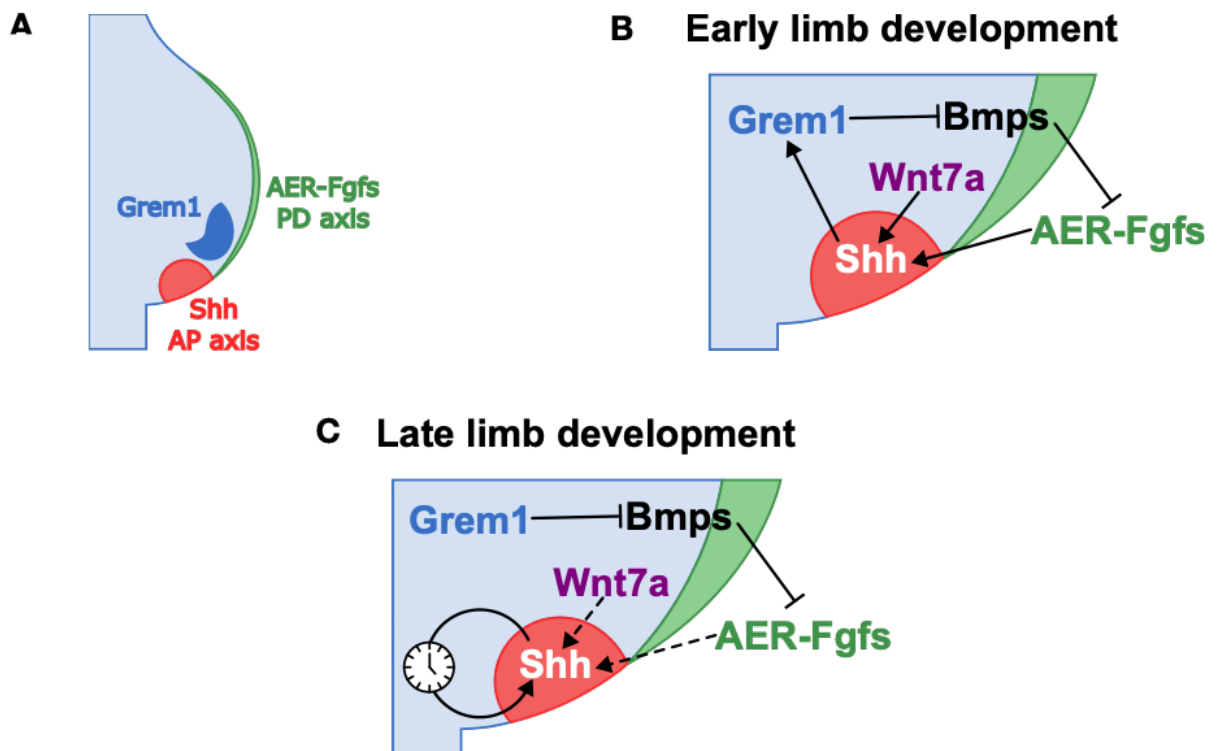 A
Grem1
AER-Fgfs
PD axis
Shh
AP axis
B Early limb development
Grem1 Bmps
Wnt7a
AER-Fgfs
Shh
C Late limb development
Grem1 Bmps
Wnt7a
AER-Fgfs
Shh